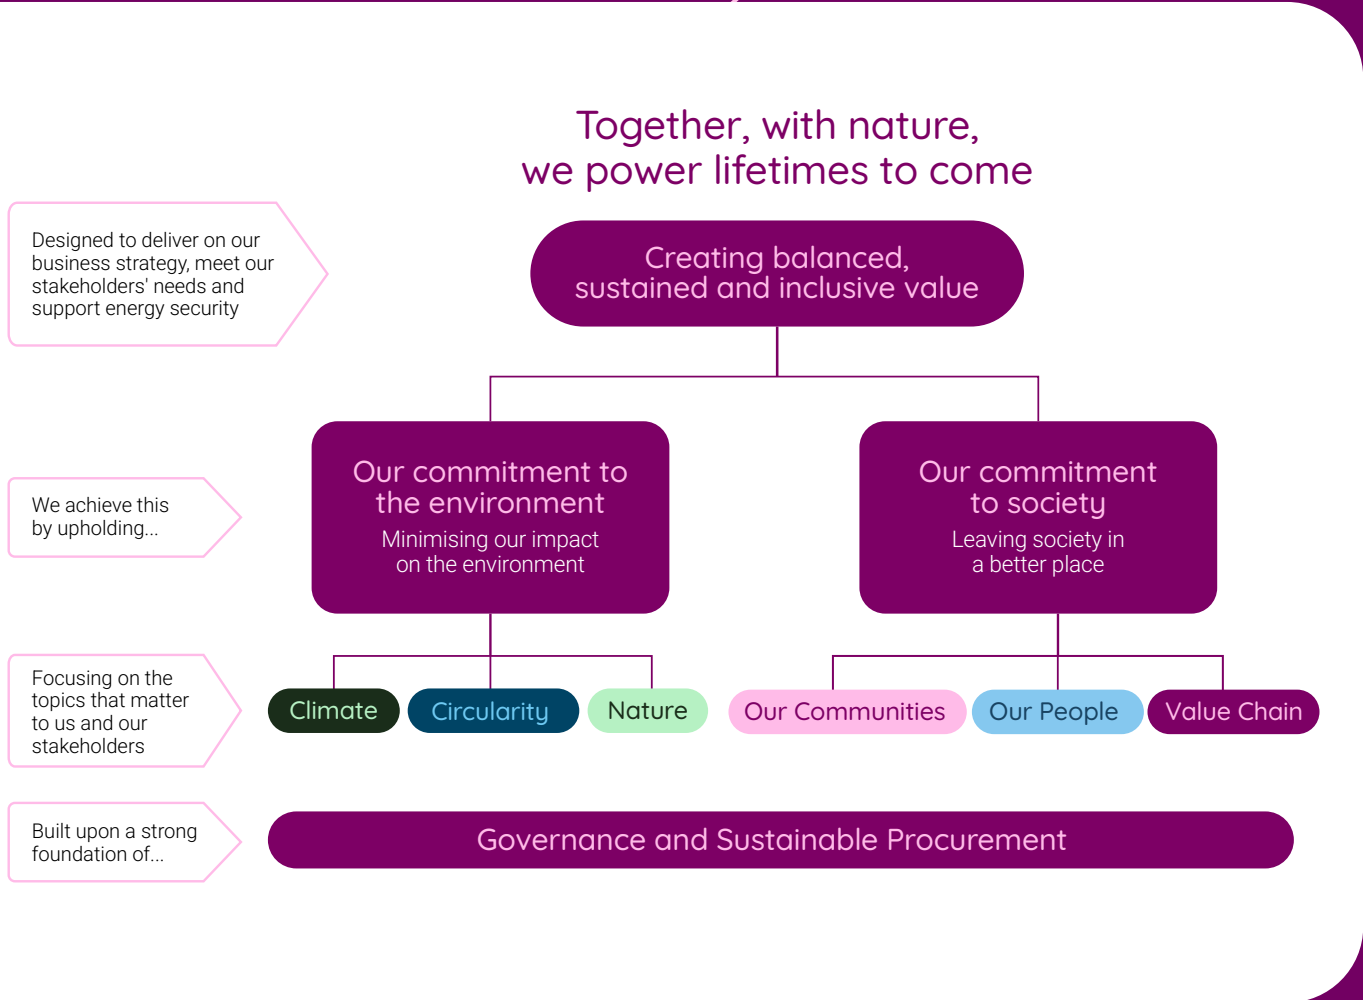 Together, with nature,
we power lifetimes to come
Designed to deliver on our
business strategy, meet our
stakeholders' needs and
support energy security
Creating balanced,
sustained and inclusive value
We achieve this
by upholding...
Our commitment to
the environment
Minimising our impact
on the environment
Our commitment
to society
Leaving society in
a better place
Focusing on the
topics that matter
to us and our
stakeholders
Climate
Circularity
Nature
Our Communities
Our People
Value Chain
Built upon a strong
foundation of...
Governance and Sustainable Procurement